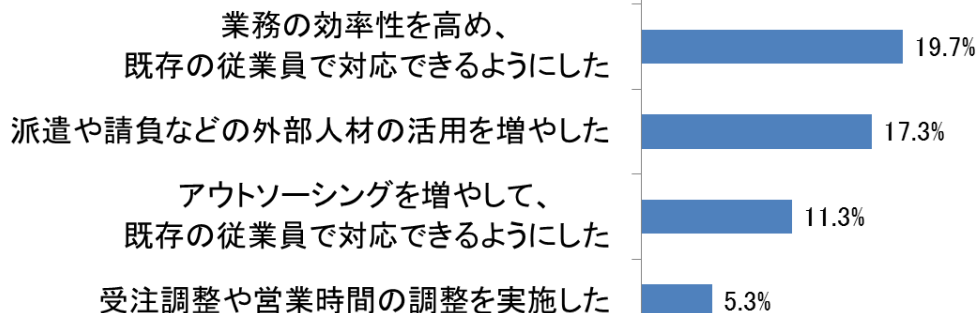 業務の効率性を高め、
既存の従業員で対応できるようにした
19.7%
派遣や請負などの外部人材の活用を増やした
17.3%
アウトソーシングを増やして、
既存の従業員で対応できるようにした
11.3%
受注調整や営業時間の調整を実施した
5.3%